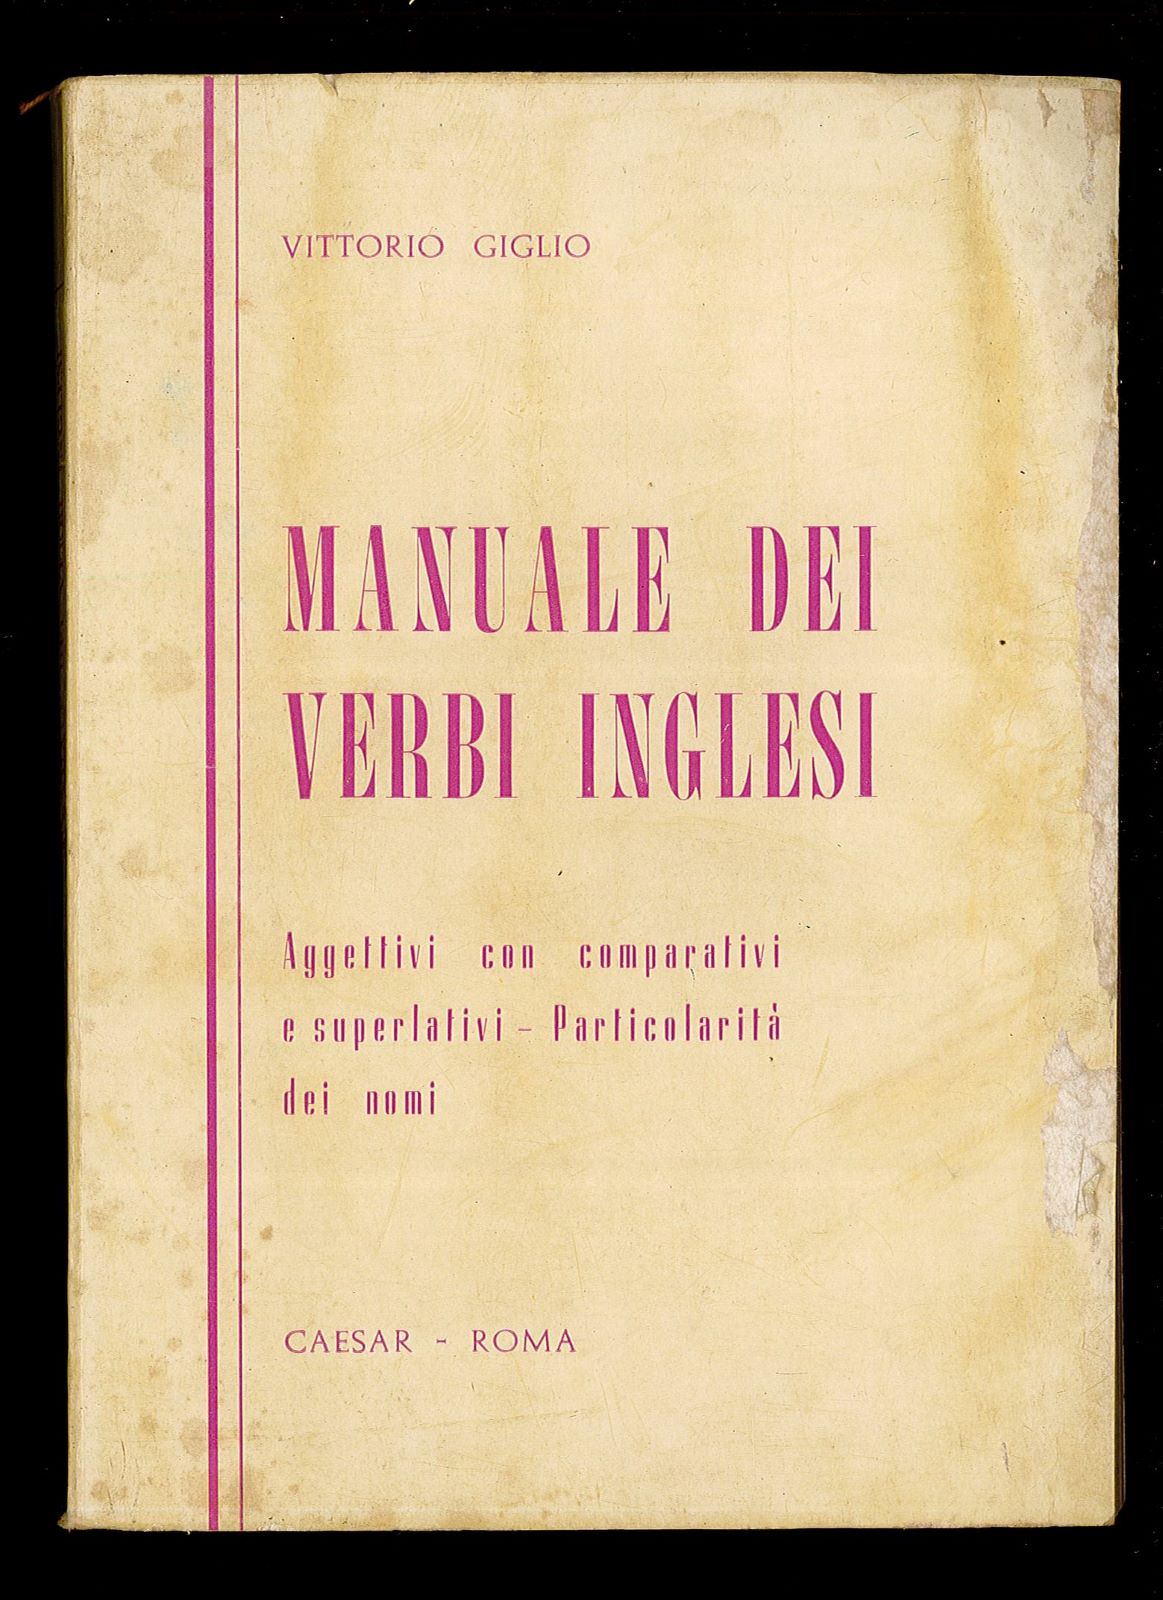 VITTORIO GIGLIO
MANUALE DEI
VERBI INGLESI
Aggettivi con comparativi
e superlativi - Particolarità
dei nomi
CAESAR - ROMA